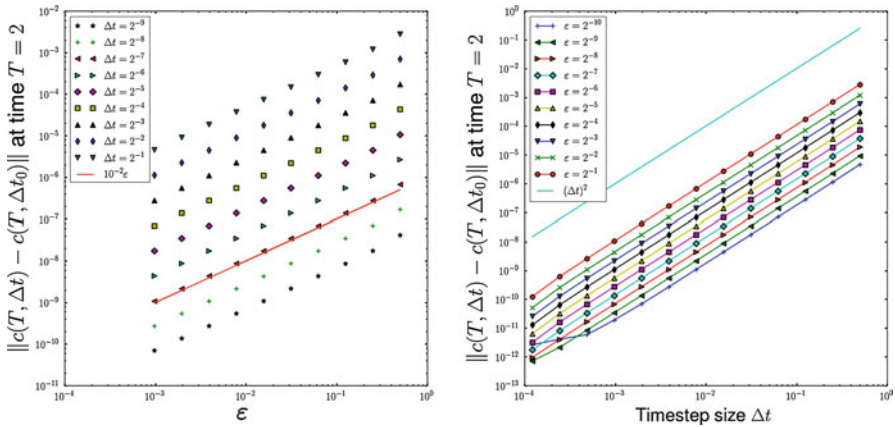 ‖c(T, Δt) − c(T, Δt₀)‖ at time T = 2
Δt = 2⁻⁹
Δt = 2⁻⁸
Δt = 2⁻⁷
Δt = 2⁻⁶
Δt = 2⁻⁵
Δt = 2⁻⁴
Δt = 2⁻³
Δt = 2⁻²
Δt = 2⁻¹
10⁻²ε
10⁰
10⁻¹
10⁻²
10⁻³
10⁻⁴
10⁻⁵
10⁻⁶
10⁻⁷
10⁻⁸
10⁻⁹
10⁻¹⁰
10⁻¹¹
10⁻⁴ 10⁻³ 10⁻² 10⁻¹ 10⁰
ε
‖c(T, Δt) − c(T, Δt₀)‖ at time T = 2
ε = 2⁻¹⁰
ε = 2⁻⁹
ε = 2⁻⁸
ε = 2⁻⁷
ε = 2⁻⁶
ε = 2⁻⁵
ε = 2⁻⁴
ε = 2⁻³
ε = 2⁻²
ε = 2⁻¹
(Δt)²
10⁰
10⁻¹
10⁻²
10⁻³
10⁻⁴
10⁻⁵
10⁻⁶
10⁻⁷
10⁻⁸
10⁻⁹
10⁻¹⁰
10⁻¹¹
10⁻¹²
10⁻¹³
10⁻⁴ 10⁻³ 10⁻² 10⁻¹ 10⁰
Timestep size Δt